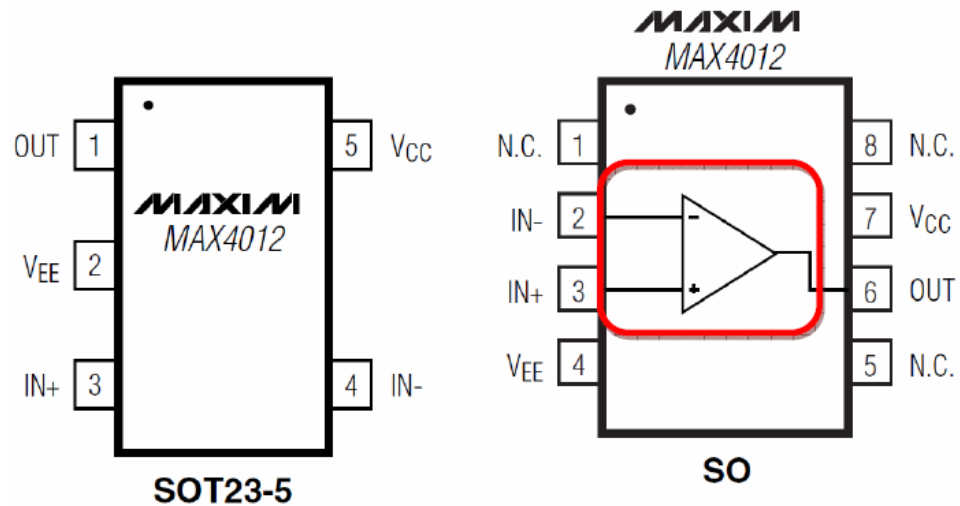 MAXIM
MAX4012
OUT 1 5 VCC
MAXIM
MAX4012
VEE 2
IN+ 3 4 IN-
SOT23-5
N.C. 1 8 N.C.
IN- 2 - 7 VCC
IN+ 3 + 6 OUT
VEE 4 5 N.C.
SO